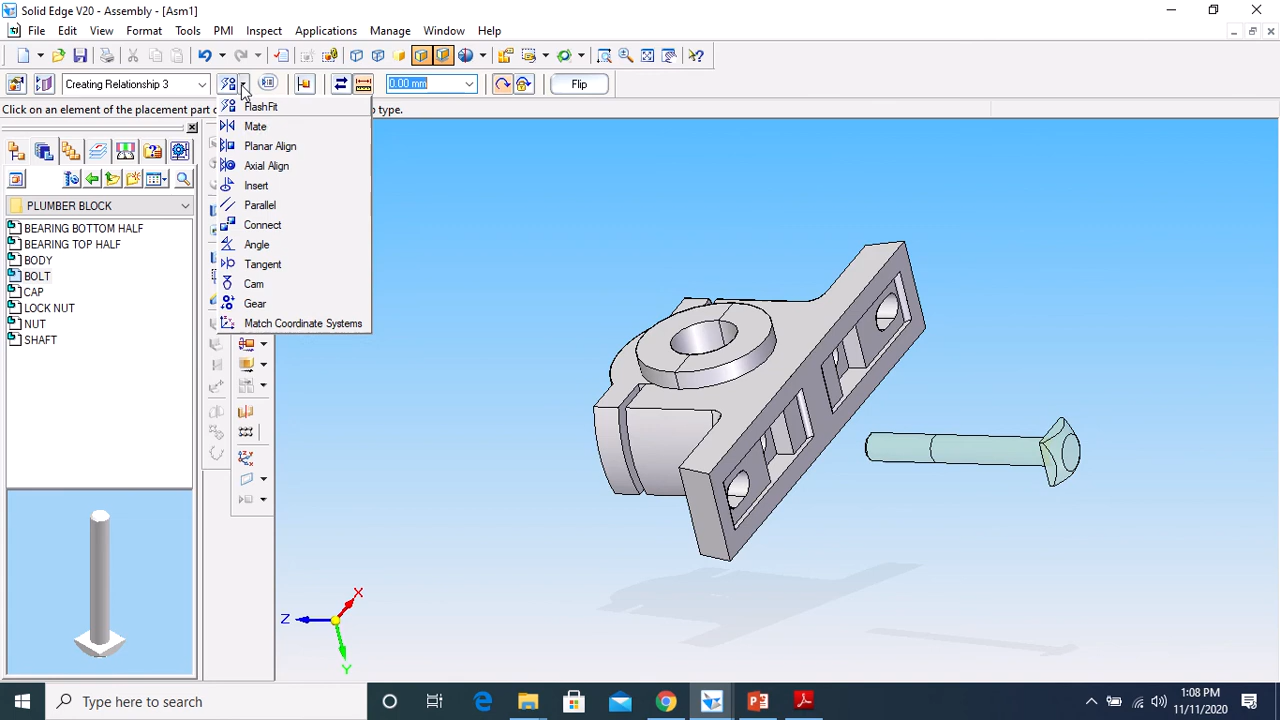 Solid Edge V20 - Assembly - [Asm1]
File Edit View Format Tools PMI Inspect Applications Manage Window Help
Creating Relationship 3 0.00 mm Flip
Click on an element of the placement part
type.
FlashFit
Mate
Planar Align
Axial Align
Insert
Parallel
Connect
Angle
Tangent
Cam
Gear
Match Coordinate Systems
PLUMBER BLOCK
BEARING BOTTOM HALF
BEARING TOP HALF
BODY
BOLT
CAP
LOCK NUT
NUT
SHAFT
X
Z
Y
Type here to search
1:08 PM
11/11/2020